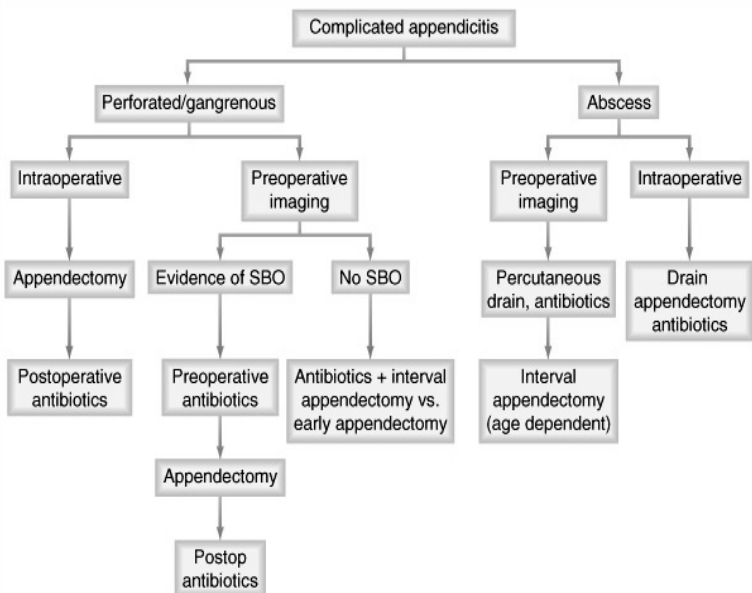 Complicated appendicitis
Perforated/gangrenous
Abscess
Intraoperative
Preoperative
imaging
Preoperative
imaging
Intraoperative
Appendectomy
Evidence of SBO
No SBO
Percutaneous
drain, antibiotics
Drain
appendectomy
antibiotics
Postoperative
antibiotics
Preoperative
antibiotics
Antibiotics + interval
appendectomy vs.
early appendectomy
Interval
appendectomy
(age dependent)
Appendectomy
Postop
antibiotics